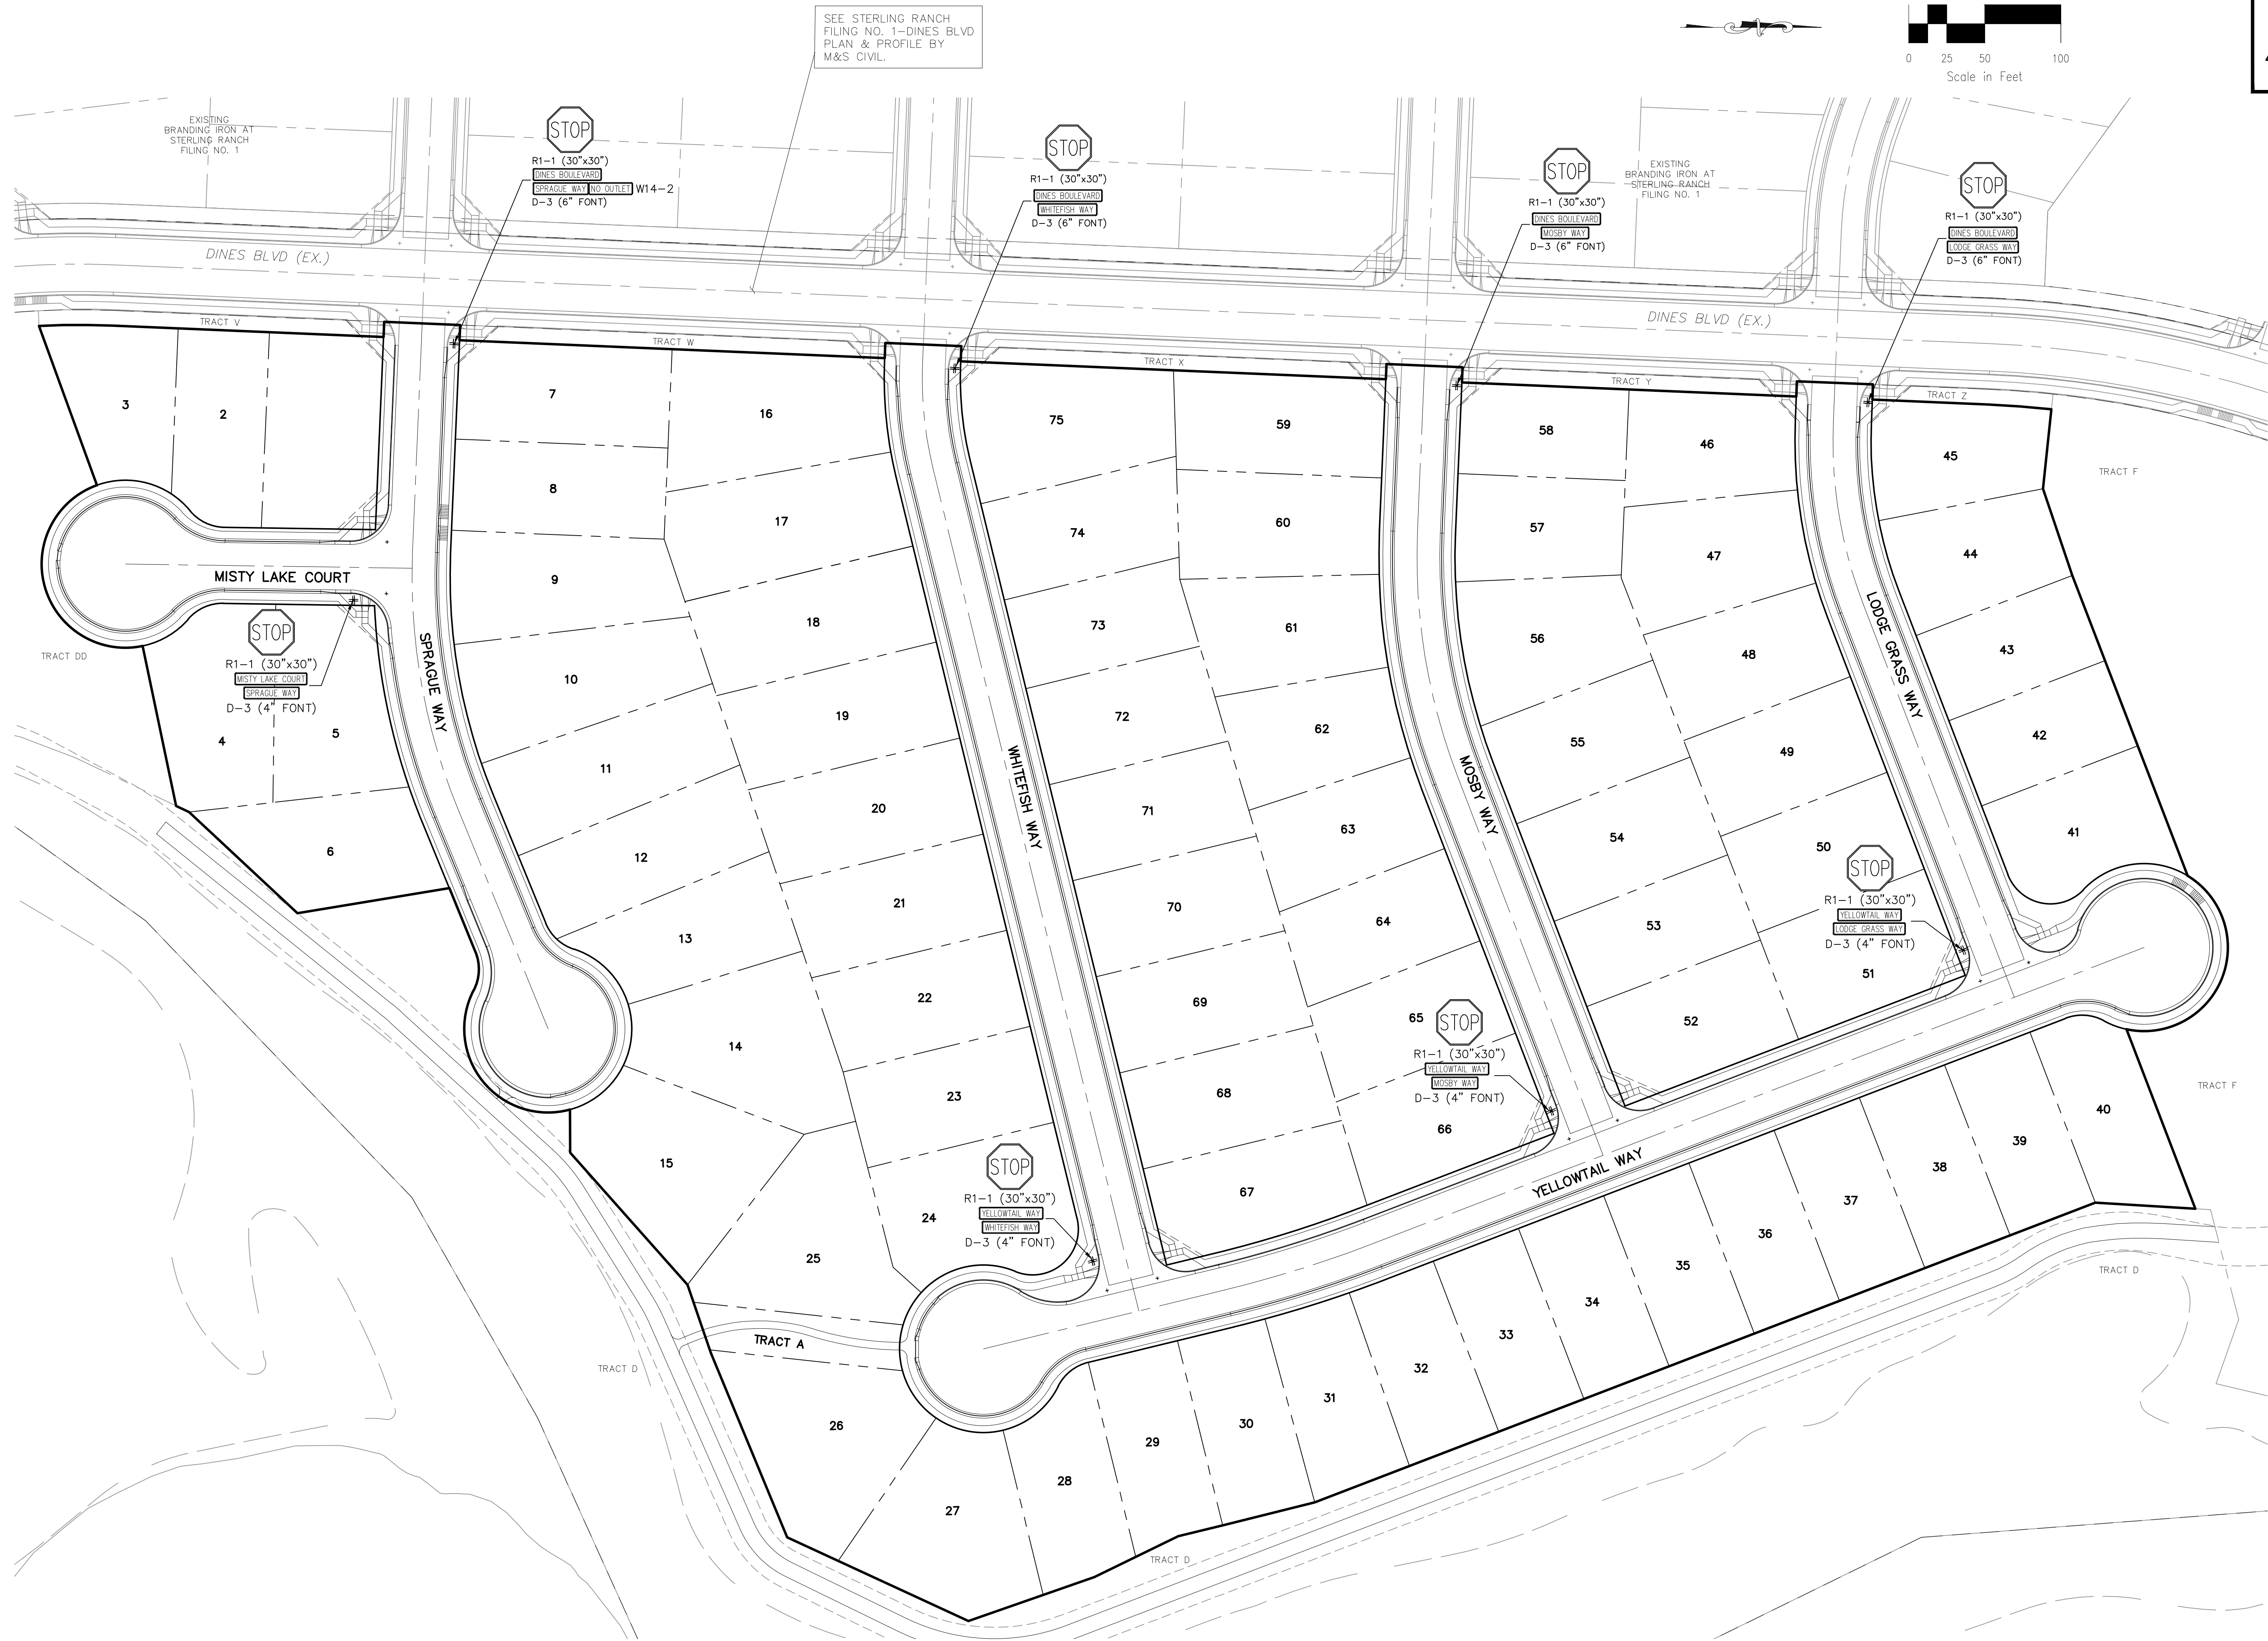 SEE STERLING RANCH
FILING NO. 1-DINES BLVD
PLAN & PROFILE BY
M&S CIVIL.
0 25 50 100
Scale in Feet
EXISTING
BRANDING IRON AT
STERLING RANCH
FILING NO. 1
STOP
R1-1 (30"x30")
DINES BOULEVARD
SPRAGUE WAY NO OUTLET W14-2
D-3 (6" FONT)
STOP
R1-1 (30"x30")
DINES BOULEVARD
WHITEFISH WAY
D-3 (6" FONT)
STOP
R1-1 (30"x30")
DINES BOULEVARD
MOSBY WAY
D-3 (6" FONT)
EXISTING
BRANDING IRON AT
STERLING RANCH
FILING NO. 1
STOP
R1-1 (30"x30")
DINES BOULEVARD
LODGE GRASS WAY
D-3 (6" FONT)
DINES BLVD (EX.)
DINES BLVD (EX.)
TRACT V
TRACT W
TRACT X
TRACT Y
TRACT Z
TRACT F
3
2
7
16
75
59
58
46
45
8
17
74
60
57
47
44
9
18
73
61
56
48
43
MISTY LAKE COURT
STOP
R1-1 (30"x30")
MISTY LAKE COURT
SPRAGUE WAY
D-3 (4" FONT)
TRACT DD
SPRAGUE WAY
WHITEFISH WAY
MOSBY WAY
LODGE GRASS WAY
4
5
10
19
72
62
55
49
42
6
11
20
71
63
54
50
41
12
21
70
64
53
51
STOP
R1-1 (30"x30")
YELLOWTAIL WAY
LODGE GRASS WAY
D-3 (4" FONT)
13
22
69
65
52
STOP
R1-1 (30"x30")
YELLOWTAIL WAY
MOSBY WAY
D-3 (4" FONT)
14
23
68
66
15
24
67
STOP
R1-1 (30"x30")
YELLOWTAIL WAY
WHITEFISH WAY
D-3 (4" FONT)
YELLOWTAIL WAY
TRACT F
40
39
38
37
36
35
34
33
32
31
30
29
28
27
26
25
TRACT A
TRACT D
TRACT D
TRACT D